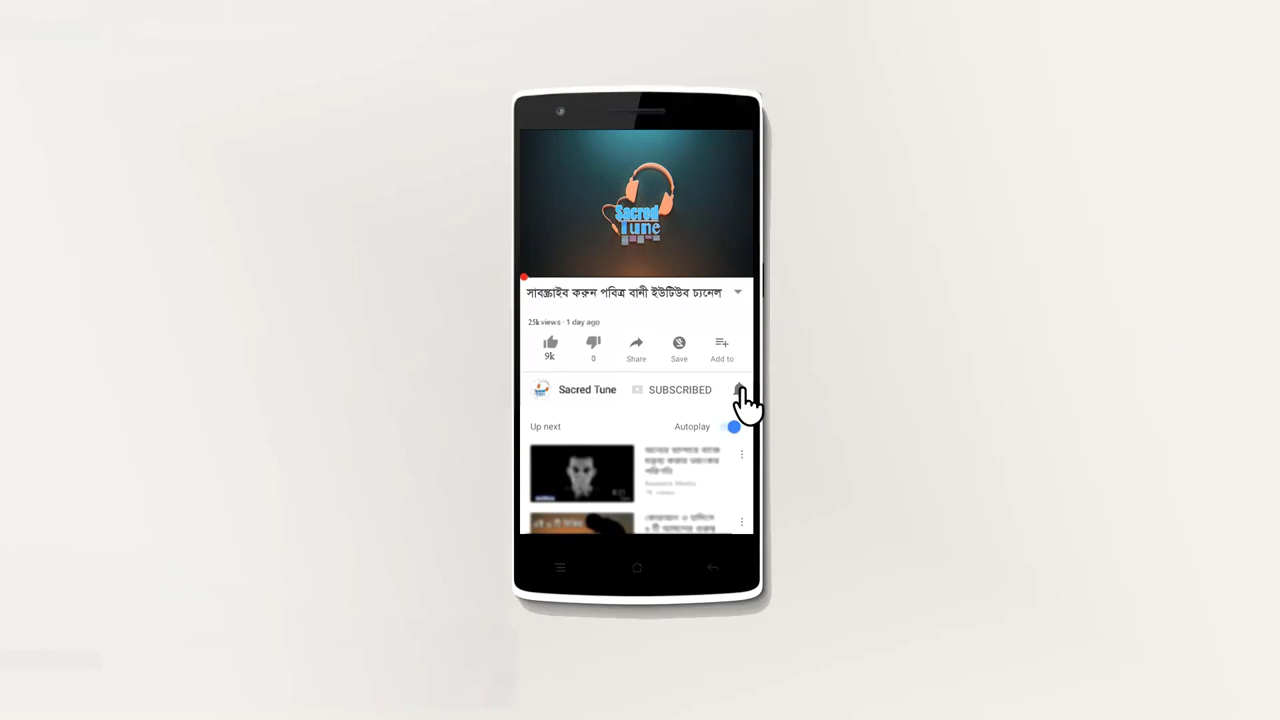 Sacred
Tune
সাবস্ক্রাইব করুন পবিত্র বানী ইউটিউব চ্যনেল
25k views · 1 day ago
9k
0
Share
Save
Add to
Sacred Tune
SUBSCRIBED
Up next
Autoplay